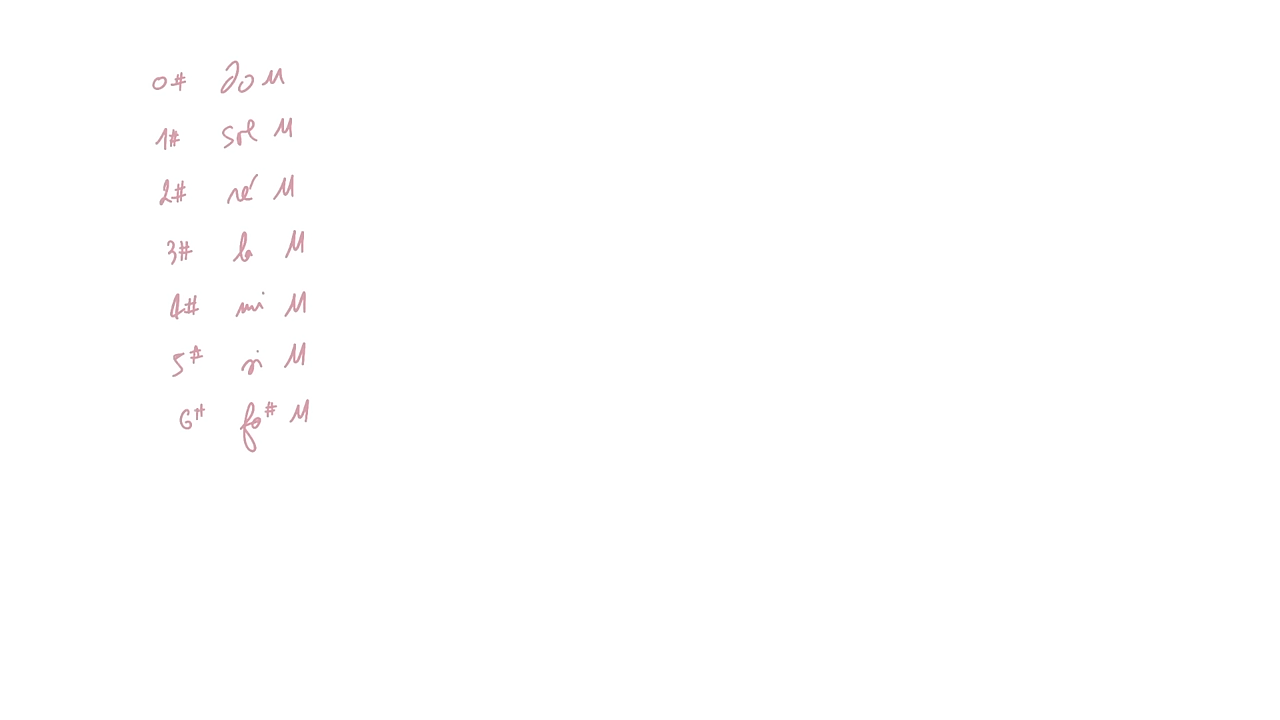 0# do M
1# sol M
2# ré M
3# la M
4# mi M
5# si M
6# fa# M